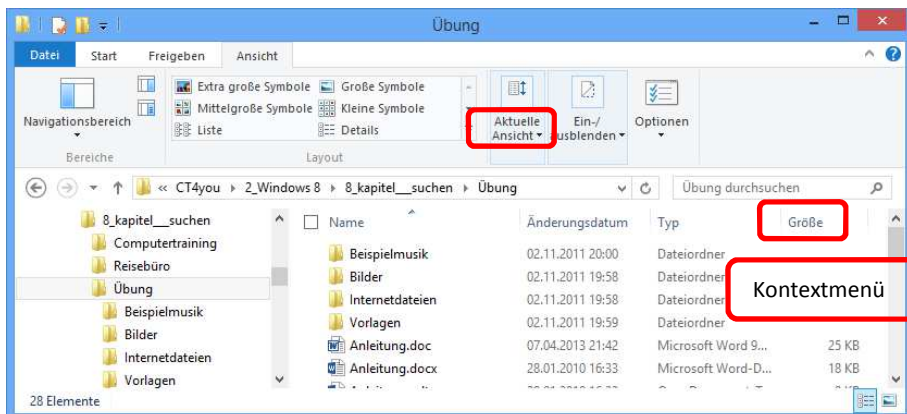 Übung
Datei Start Freigeben Ansicht
Extra große Symbole Große Symbole
Mittelgroße Symbole Kleine Symbole
Liste Details
Navigationsbereich
Aktuelle Ansicht
Ein-/ ausblenden
Optionen
Bereiche Layout
« CT4you 2_Windows 8 8_kapitel__suchen Übung
Übung durchsuchen
8_kapitel__suchen
Computertraining
Reisebüro
Übung
Beispielmusik
Bilder
Internetdateien
Vorlagen
Name Änderungsdatum Typ Größe
Beispielmusik 02.11.2011 20:00 Dateiordner
Bilder 02.11.2011 19:58 Dateiordner
Internetdateien 02.11.2011 19:58 Dateiordner
Vorlagen 02.11.2011 19:59 Dateiordner
Anleitung.doc 07.04.2013 21:42 Microsoft Word 9... 25 KB
Anleitung.docx 28.01.2010 16:33 Microsoft Word-D... 18 KB
Kontextmenü
28 Elemente